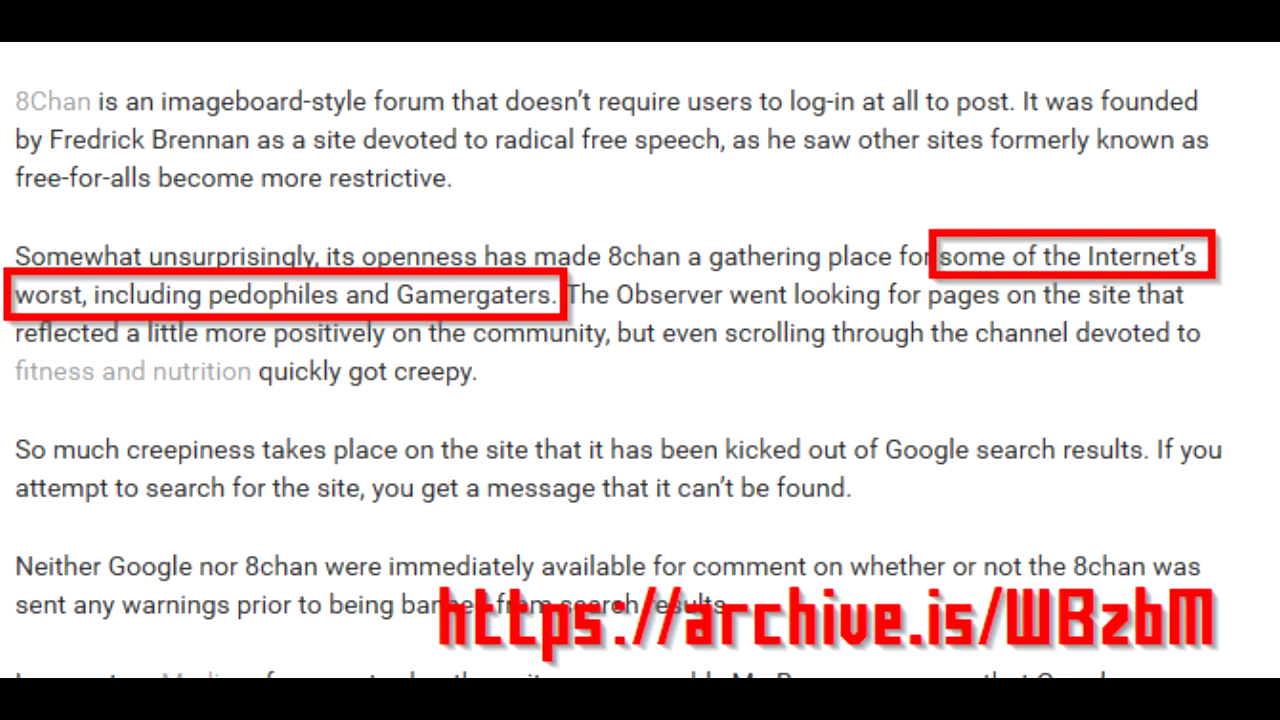 8Chan is an imageboard-style forum that doesn't require users to log-in at all to post. It was founded
by Fredrick Brennan as a site devoted to radical free speech, as he saw other sites formerly known as
free-for-alls become more restrictive.
Somewhat unsurprisingly, its openness has made 8chan a gathering place for some of the Internet's
worst, including pedophiles and Gamergaters. The Observer went looking for pages on the site that
reflected a little more positively on the community, but even scrolling through the channel devoted to
fitness and nutrition quickly got creepy.
So much creepiness takes place on the site that it has been kicked out of Google search results. If you
attempt to search for the site, you get a message that it can't be found.
Neither Google nor 8chan were immediately available for comment on whether or not the 8chan was
sent any warnings prior to being banned from search results
https://archive.is/WBzbM